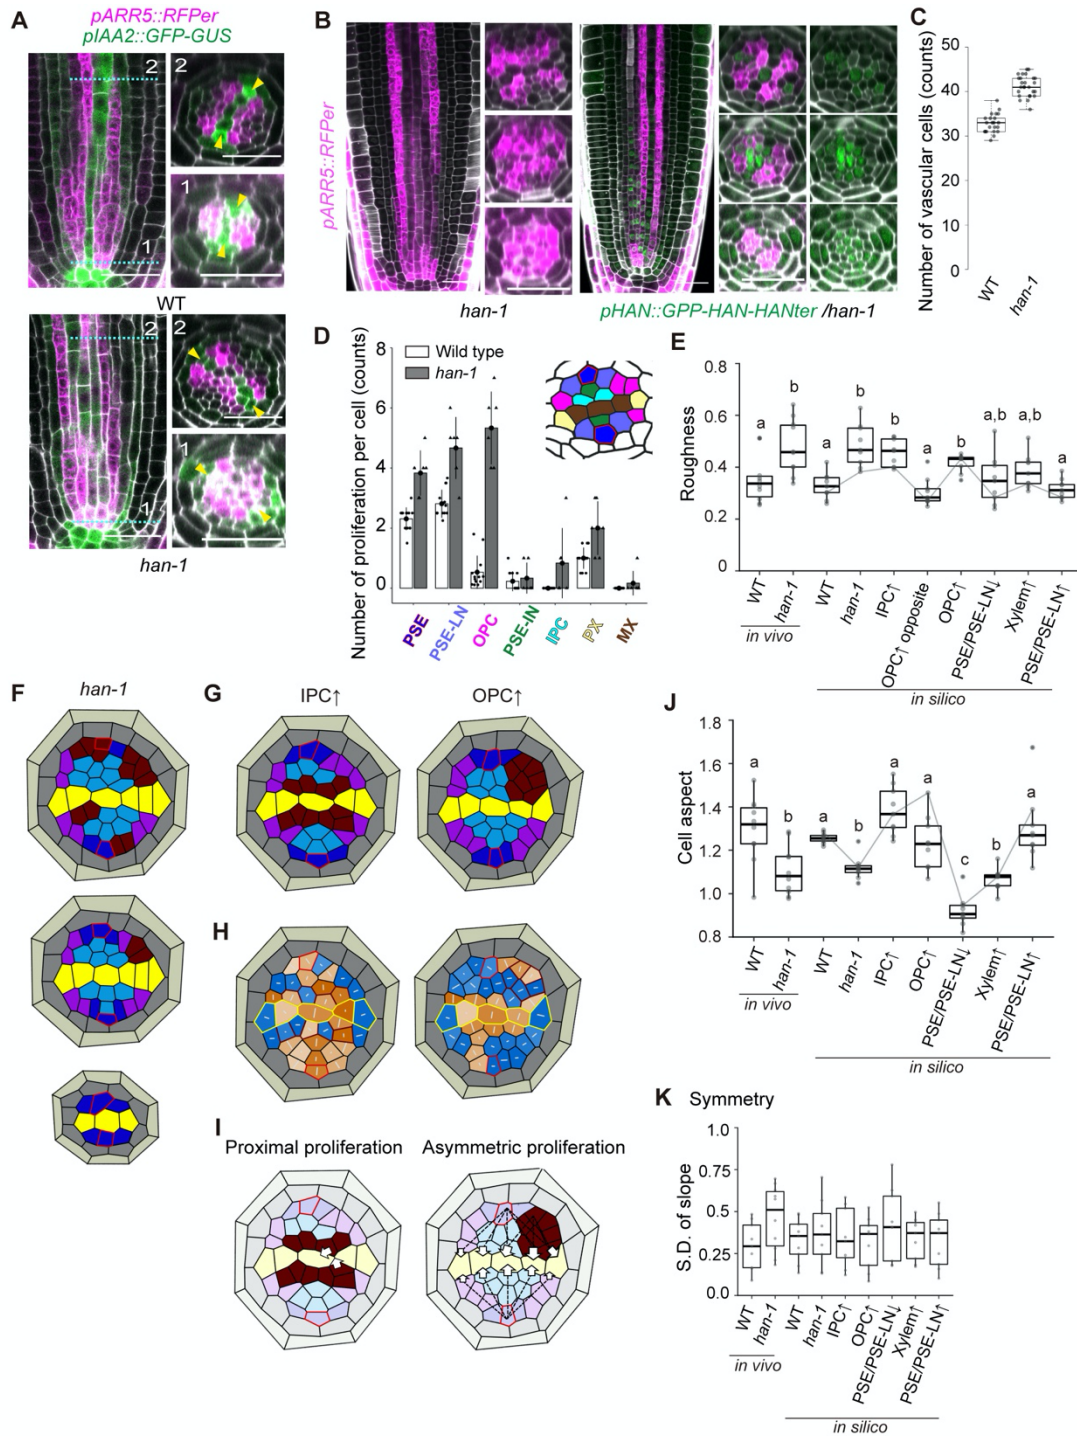 A
pARR5::RFPer
pIAA2::GFP-GUS
2
2
1
1
WT
2
2
1
1
han-1
B
pARR5::RFPer
han-1
pHAN::GPP-HAN-HANter /han-1
C
Number of vascular cells (counts)
50
40
30
20
10
0
WT
han-1
D
Number of proliferation per cell (counts)
8
6
4
2
0
Wild type
han-1
PSE
PSE-LN
OPC
PSE-IN
IPC
PX
MX
E
Roughness
0.8
0.6
0.4
0.2
0
a
b
a
b
b
a
b
a,b
a,b
a
WT
han-1
WT
han-1
IPC↑
OPC↑ opposite
OPC↑
PSE/PSE-LN↓
Xylem↑
PSE/PSE-LN↑
in vivo
in silico
F
han-1
G
IPC↑
OPC↑
H
I
Proximal proliferation
Asymmetric proliferation
J
Cell aspect
1.8
1.6
1.4
1.2
1.0
0.8
a
b
a
b
a
a
c
b
a
WT
han-1
WT
han-1
IPC↑
OPC↑
PSE/PSE-LN↓
Xylem↑
PSE/PSE-LN↑
in vivo
in silico
K Symmetry
S.D. of slope
1.0
0.75
0.50
0.25
0
WT
han-1
WT
han-1
IPC↑
OPC↑
PSE/PSE-LN↓
Xylem↑
PSE/PSE-LN↑
in vivo
in silico